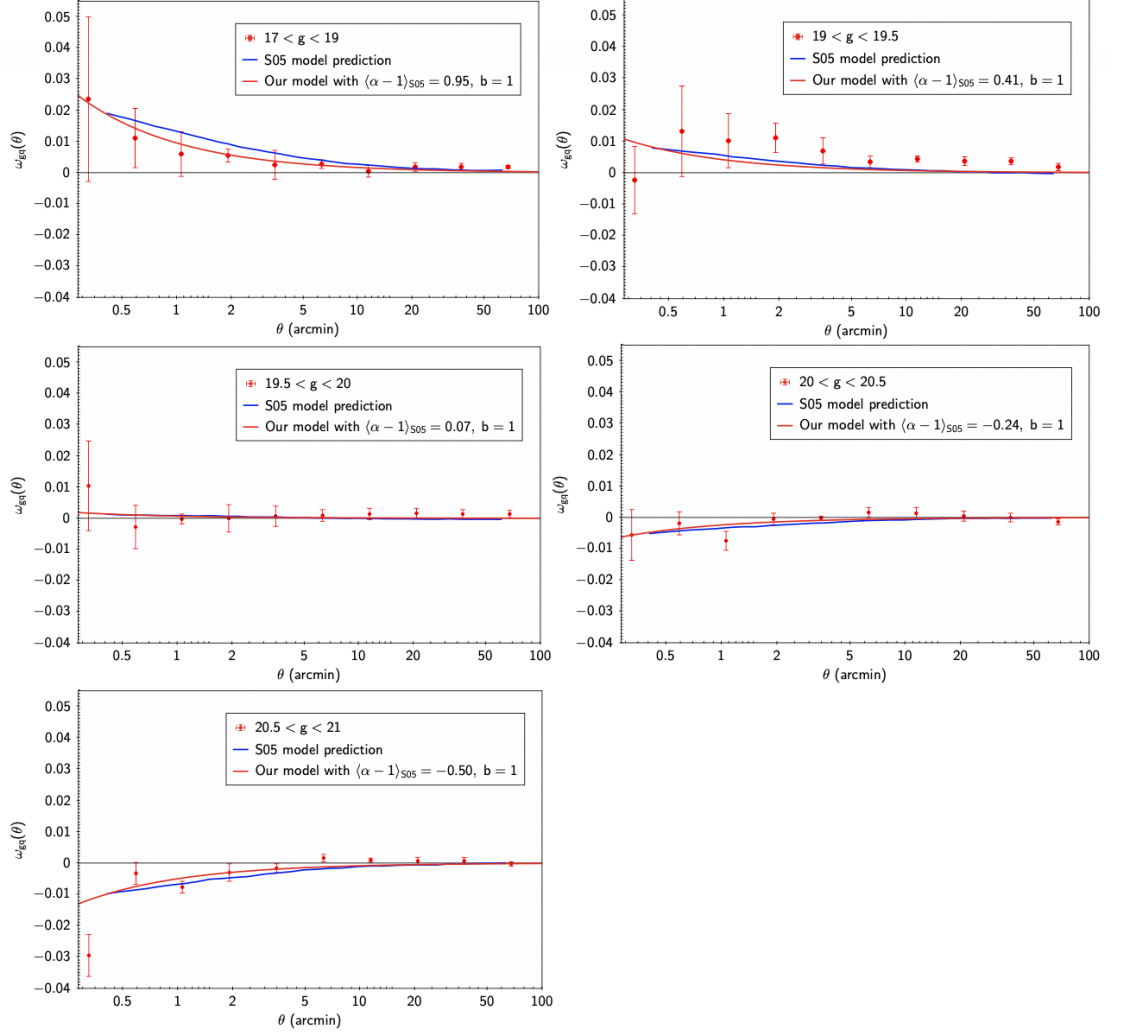 0.05
0.04
0.03
0.02
0.01
0
−0.01
−0.02
−0.03
−0.04
ω_gq(θ)
17 < g < 19
S05 model prediction
Our model with ⟨α − 1⟩_S05 = 0.95, b = 1
0.5 1 2 5 10 20 50 100
θ (arcmin)
0.05
0.04
0.03
0.02
0.01
0
−0.01
−0.02
−0.03
−0.04
ω_gq(θ)
19 < g < 19.5
S05 model prediction
Our model with ⟨α − 1⟩_S05 = 0.41, b = 1
0.5 1 2 5 10 20 50 100
θ (arcmin)
0.05
0.04
0.03
0.02
0.01
0
−0.01
−0.02
−0.03
−0.04
ω_gq(θ)
19.5 < g < 20
S05 model prediction
Our model with ⟨α − 1⟩_S05 = 0.07, b = 1
0.5 1 2 5 10 20 50 100
θ (arcmin)
0.05
0.04
0.03
0.02
0.01
0
−0.01
−0.02
−0.03
−0.04
ω_gq(θ)
20 < g < 20.5
S05 model prediction
Our model with ⟨α − 1⟩_S05 = −0.24, b = 1
0.5 1 2 5 10 20 50 100
θ (arcmin)
0.05
0.04
0.03
0.02
0.01
0
−0.01
−0.02
−0.03
−0.04
ω_gq(θ)
20.5 < g < 21
S05 model prediction
Our model with ⟨α − 1⟩_S05 = −0.50, b = 1
0.5 1 2 5 10 20 50 100
θ (arcmin)